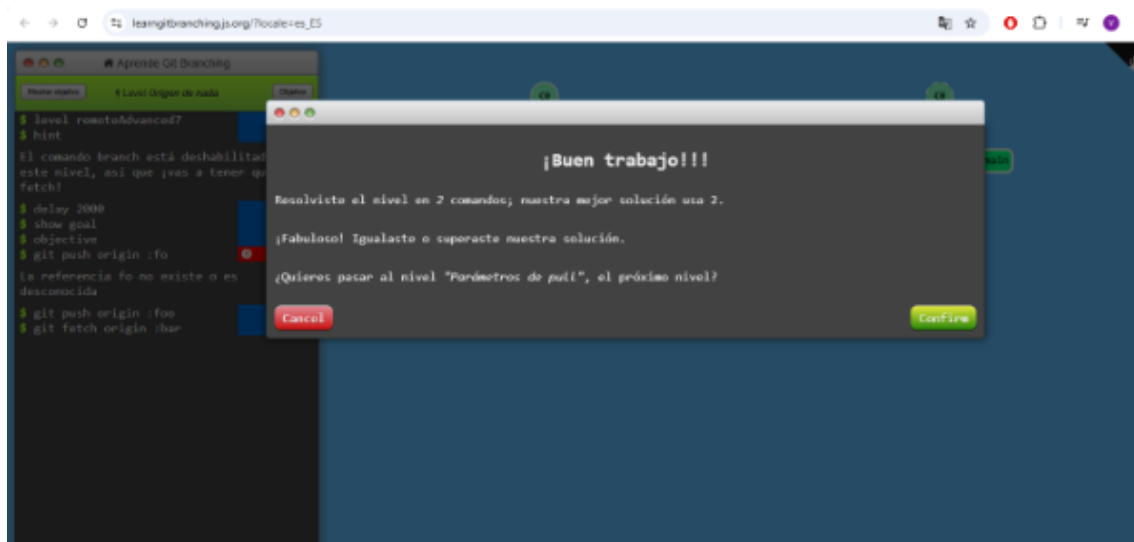 learngitbranching.js.org/?locale=es_ES
Aprende Git Branching
Mostrar objetivo
Level Origen de nada
Objetivo
$ level remoteAdvanced7
$ hint
El comando branch está deshabilitad
este nivel, así que ¡vas a tener qu
fetch!
$ delay 2000
$ show goal
$ objective
$ git push origin :fo
La referencia fo no existe o es
desconocida
$ git push origin :foo
$ git fetch origin :bar
¡Buen trabajo!!!
Resolviste el nivel en 2 comandos; nuestra mejor solución usa 2.
¡Fabuloso! Igualaste o superaste nuestra solución.
¿Quieres pasar al nivel "Parámetros de pull", el próximo nivel?
Cancel
Confirm
C0
C0
main